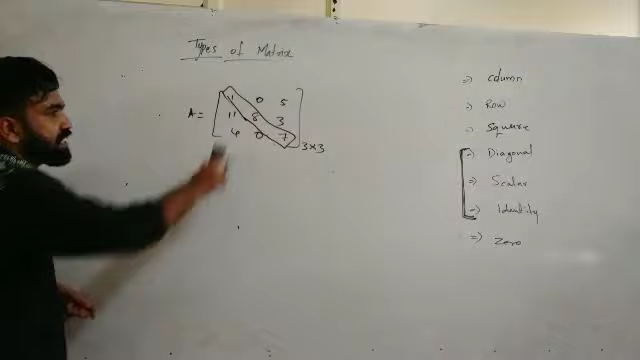 Types of Matrix
A = [ 1 0 5
11 5 3
4 0 7 ] 3×3
=> Column
=> Row
=> Square
=> Diagonal
=> Scalar
=> Identity
=> Zero